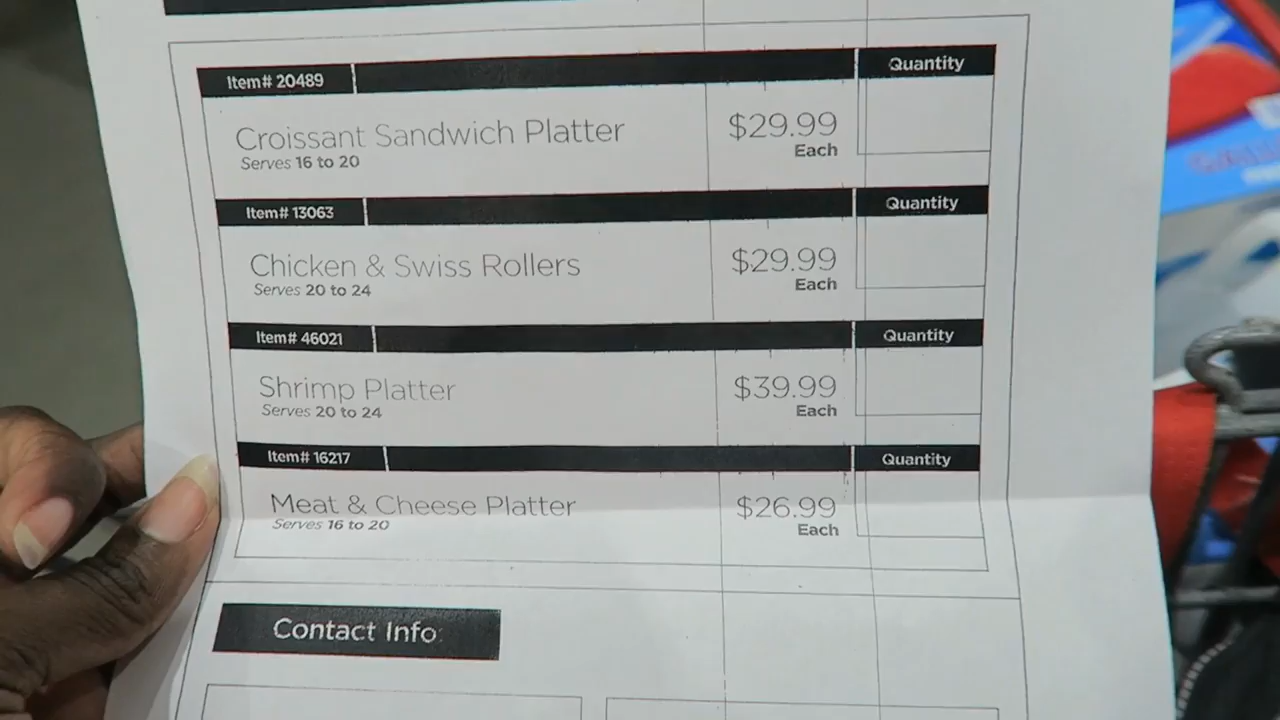 Item# 20489 Quantity
Croissant Sandwich Platter $29.99
Serves 16 to 20 Each
Item# 13063 Quantity
Chicken & Swiss Rollers $29.99
Serves 20 to 24 Each
Item# 46021 Quantity
Shrimp Platter $39.99
Serves 20 to 24 Each
Item# 16217 Quantity
Meat & Cheese Platter $26.99
Serves 16 to 20 Each
Contact Info